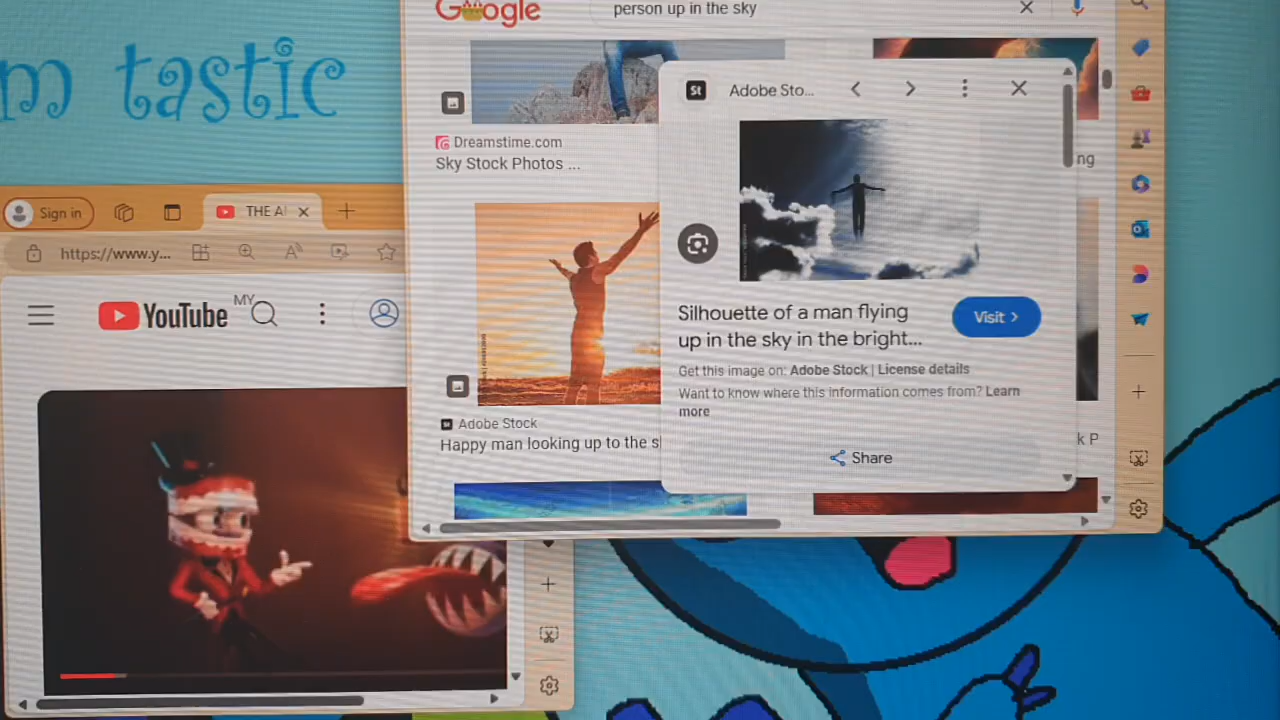 m tastic
Google
person up in the sky
Dreamstime.com
Sky Stock Photos ...
ng
Adobe Stock
Happy man looking up to the s
k P
St Adobe Sto...
Silhouette of a man flying
up in the sky in the bright...
Visit >
Get this image on: Adobe Stock | License details
Want to know where this information comes from? Learn
more
Share
Sign in
THE A
https://www.y...
YouTube MY